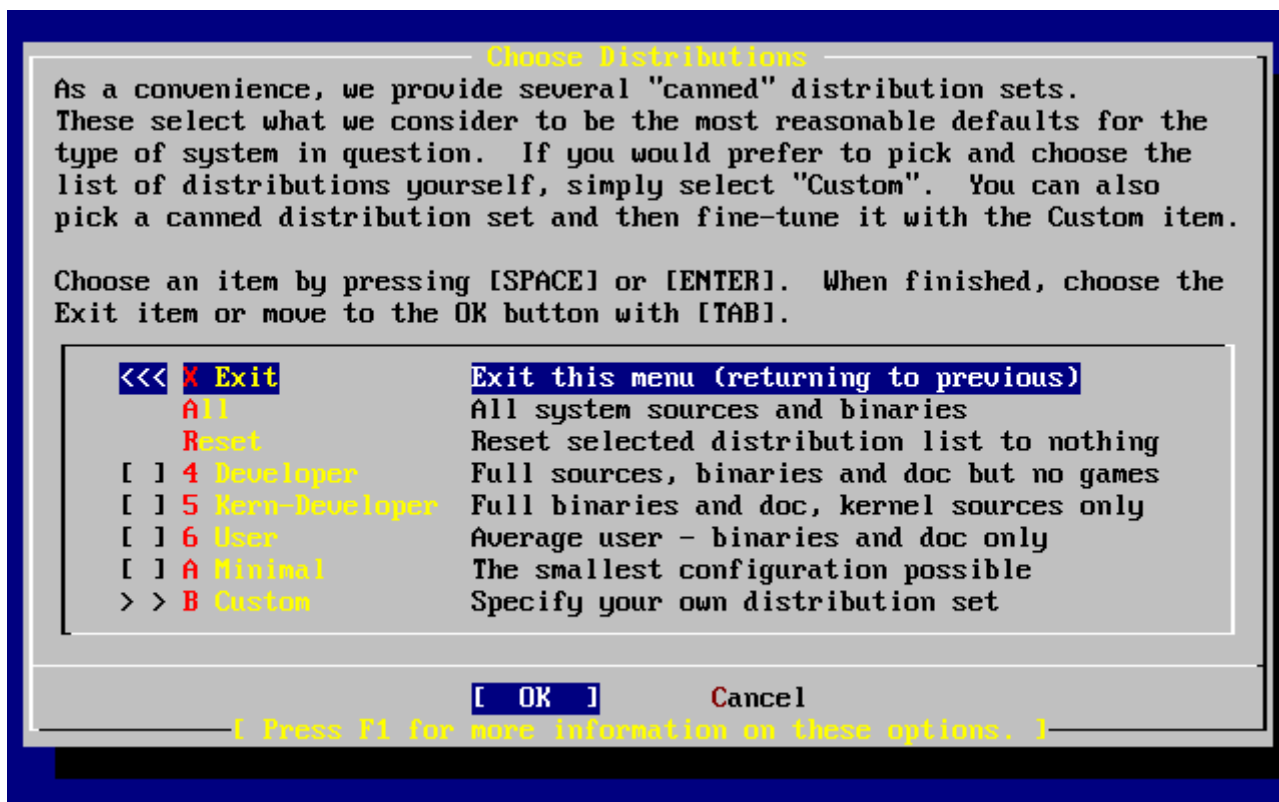 Choose Distributions
As a convenience, we provide several "canned" distribution sets.
These select what we consider to be the most reasonable defaults for the
type of system in question.  If you would prefer to pick and choose the
list of distributions yourself, simply select "Custom".  You can also
pick a canned distribution set and then fine-tune it with the Custom item.
Choose an item by pressing [SPACE] or [ENTER].  When finished, choose the
Exit item or move to the OK button with [TAB].
<<< X Exit Exit this menu (returning to previous)
All All system sources and binaries
Reset Reset selected distribution list to nothing
[ ] 4 Developer Full sources, binaries and doc but no games
[ ] 5 Kern-Developer Full binaries and doc, kernel sources only
[ ] 6 User Average user - binaries and doc only
[ ] A Minimal The smallest configuration possible
> > B Custom Specify your own distribution set
[ OK ] Cancel
[ Press F1 for more information on these options. ]